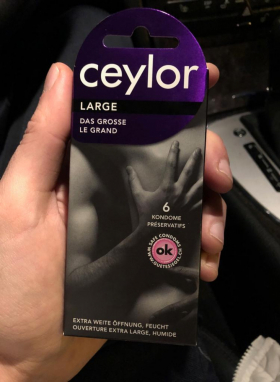 ceylor
LARGE
DAS GROSSE
LE GRAND
6
KONDOME
PRÉSERVATIFS
ok
EXTRA WEITE ÖFFNUNG, FEUCHT
OUVERTURE EXTRA LARGE, HUMIDE